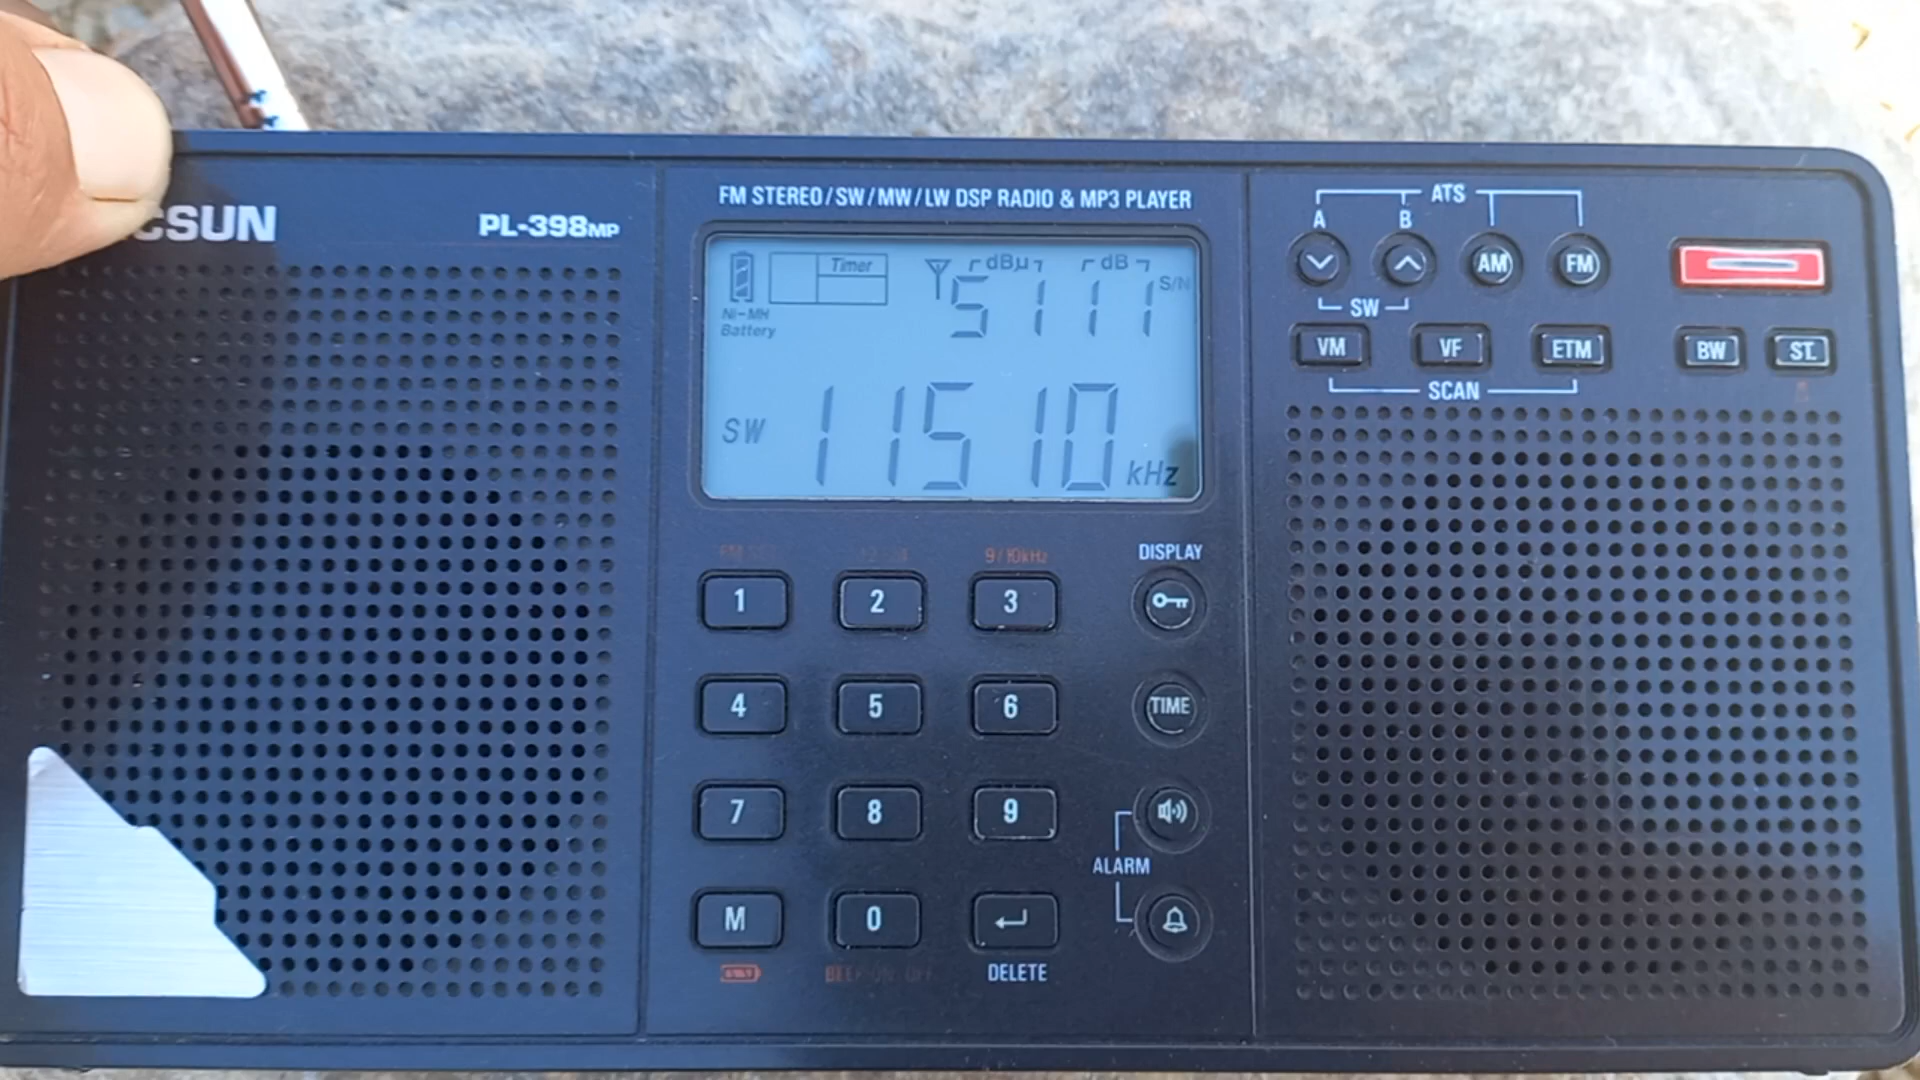 CSUN
PL-398MP
FM STEREO/SW/MW/LW DSP RADIO & MP3 PLAYER
Timer
dBµ
dB
S/N
51 11
Ni-MH
Battery
SW
11510
kHz
ATS
A
B
AM
FM
SW
VM
VF
ETM
BW
ST.
SCAN
9/10kHz
DISPLAY
1
2
3
4
5
6
TIME
7
8
9
ALARM
M
0
DELETE